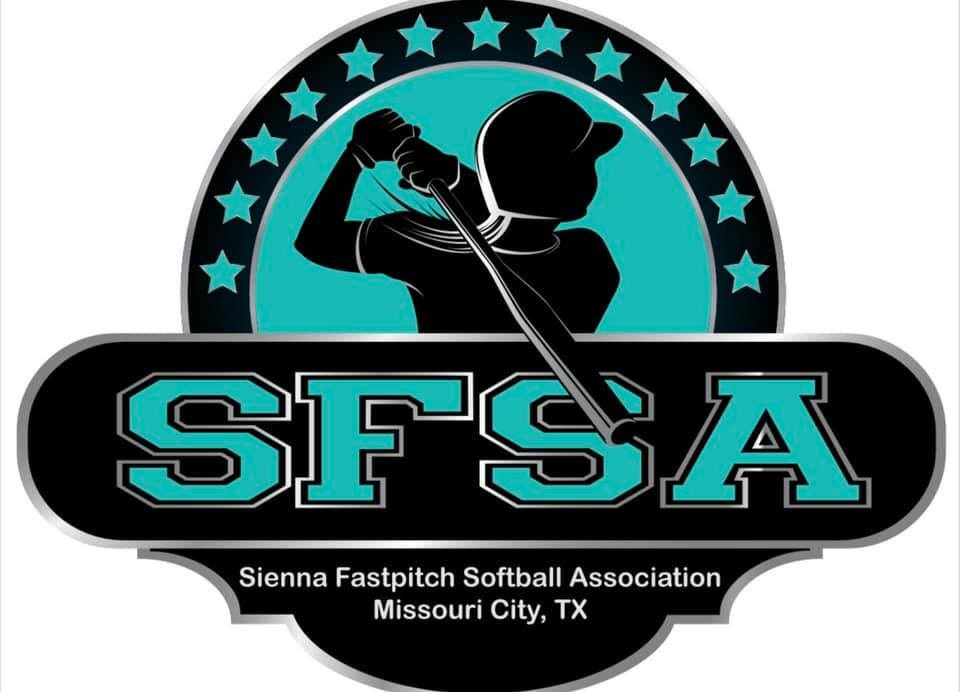 SFSA
Sienna Fastpitch Softball Association
Missouri City, TX